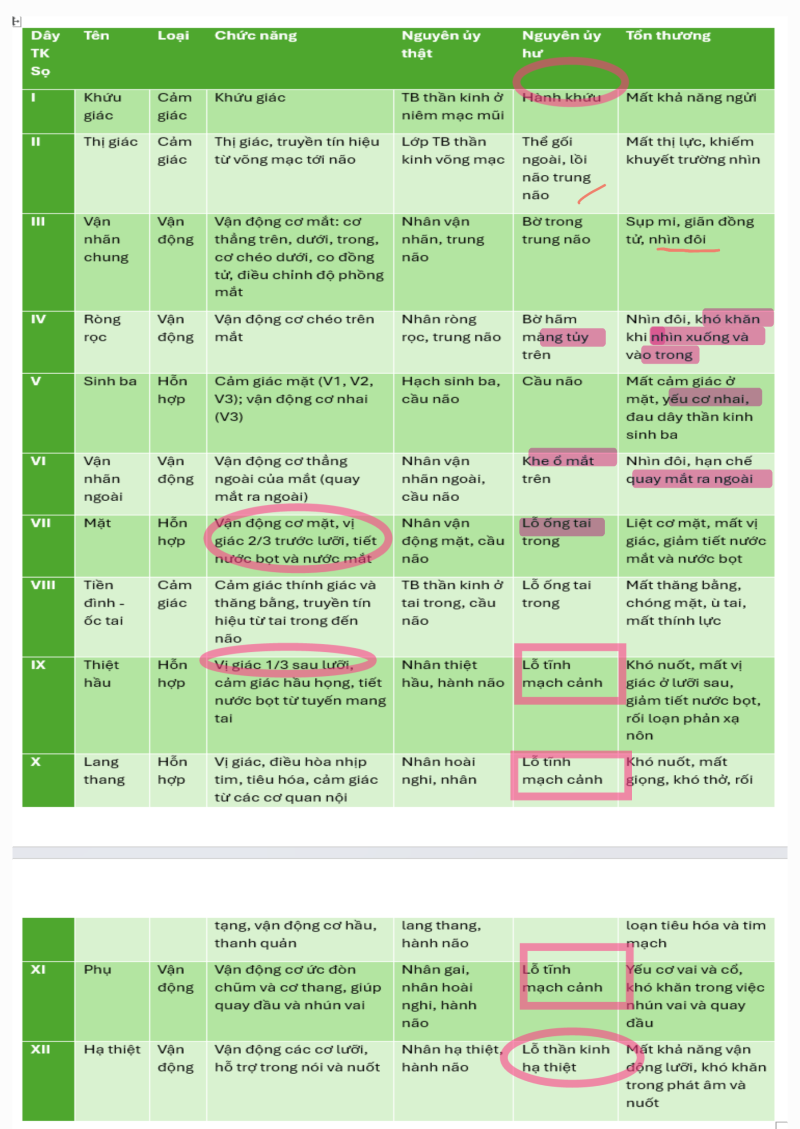 Dây TK Sọ Tên Loại Chức năng Nguyên ủy thật Nguyên ủy hư Tổn thương
I Khứu giác Cảm giác Khứu giác TB thần kinh ở niêm mạc mũi Hành khứu Mất khả năng ngửi
II Thị giác Cảm giác Thị giác, truyền tín hiệu từ võng mạc tới não Lớp TB thần kinh võng mạc Thể gối ngoài, lồi não trung não Mất thị lực, khiếm khuyết trường nhìn
III Vận nhãn chung Vận động Vận động cơ mắt: cơ thẳng trên, dưới, trong, cơ chéo dưới, co đồng tử, điều chỉnh độ phồng mắt Nhân vận nhãn, trung não Bờ trong trung não Sụp mi, giãn đồng tử, nhìn đôi
IV Ròng rọc Vận động Vận động cơ chéo trên mắt Nhân ròng rọc, trung não Bờ hãm màng tủy trên Nhìn đôi, khó khăn khi nhìn xuống và vào trong
V Sinh ba Hỗn hợp Cảm giác mặt (V1, V2, V3); vận động cơ nhai (V3) Hạch sinh ba, cầu não Cầu não Mất cảm giác ở mặt, yếu cơ nhai, đau dây thần kinh sinh ba
VI Vận nhãn ngoài Vận động Vận động cơ thẳng ngoài của mắt (quay mắt ra ngoài) Nhân vận nhãn ngoài, cầu não Khe ổ mắt trên Nhìn đôi, hạn chế quay mắt ra ngoài
VII Mặt Hỗn hợp Vận động cơ mặt, vị giác 2/3 trước lưỡi, tiết nước bọt và nước mắt Nhân vận động mặt, cầu não Lỗ ống tai trong Liệt cơ mặt, mất vị giác, giảm tiết nước mắt và nước bọt
VIII Tiền đình - ốc tai Cảm giác Cảm giác thính giác và thăng bằng, truyền tín hiệu từ tai trong đến não TB thần kinh ở tai trong, cầu não Lỗ ống tai trong Mất thăng bằng, chóng mặt, ù tai, mất thính lực
IX Thiệt hầu Hỗn hợp Vị giác 1/3 sau lưỡi, cảm giác hầu họng, tiết nước bọt từ tuyến mang tai Nhân thiệt hầu, hành não Lỗ tĩnh mạch cảnh Khó nuốt, mất vị giác ở lưỡi sau, giảm tiết nước bọt, rối loạn phản xạ nôn
X Lang thang Hỗn hợp Vị giác, điều hòa nhịp tim, tiêu hóa, cảm giác từ các cơ quan nội Nhân hoài nghi, nhân Lỗ tĩnh mạch cảnh Khó nuốt, mất giọng, khó thở, rối
tạng, vận động cơ hầu, thanh quản lang thang, hành não loạn tiêu hóa và tim mạch
XI Phụ Vận động Vận động cơ ức đòn chũm và cơ thang, giúp quay đầu và nhún vai Nhân gai, nhân hoài nghi, hành não Lỗ tĩnh mạch cảnh Yếu cơ vai và cổ, khó khăn trong việc nhún vai và quay đầu
XII Hạ thiệt Vận động Vận động các cơ lưỡi, hỗ trợ trong nói và nuốt Nhân hạ thiệt, hành não Lỗ thần kinh hạ thiệt Mất khả năng vận động lưỡi, khó khăn trong phát âm và nuốt